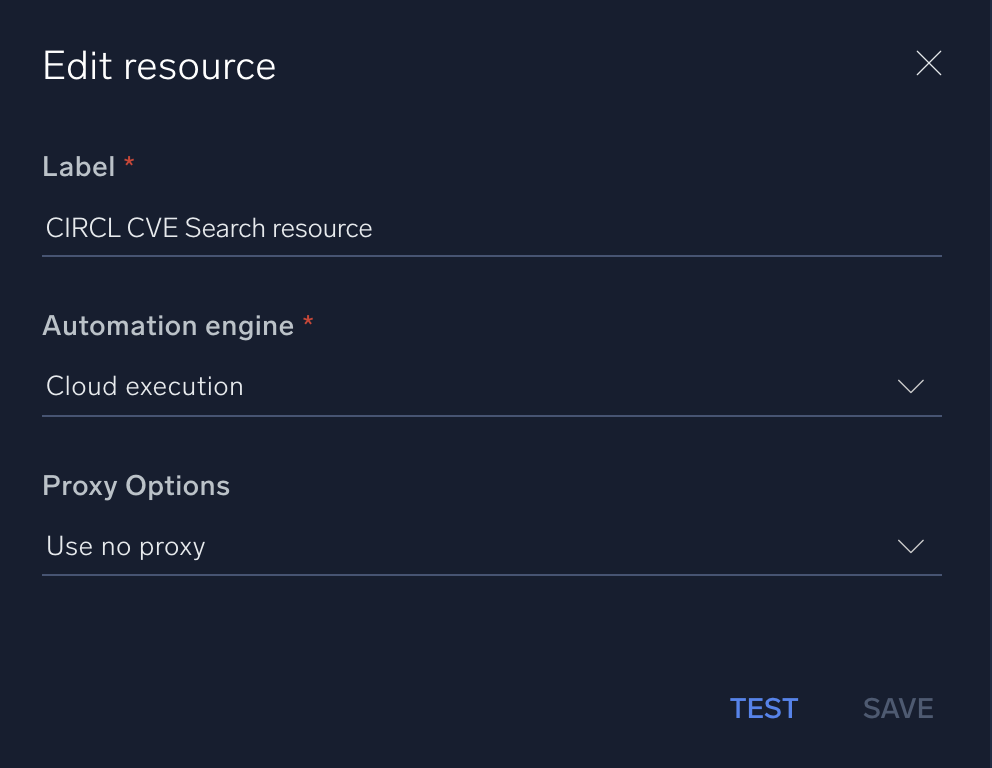 Edit resource
Label *
CIRCL CVE Search resource
Automation engine *
Cloud execution
Proxy Options
Use no proxy
TEST SAVE